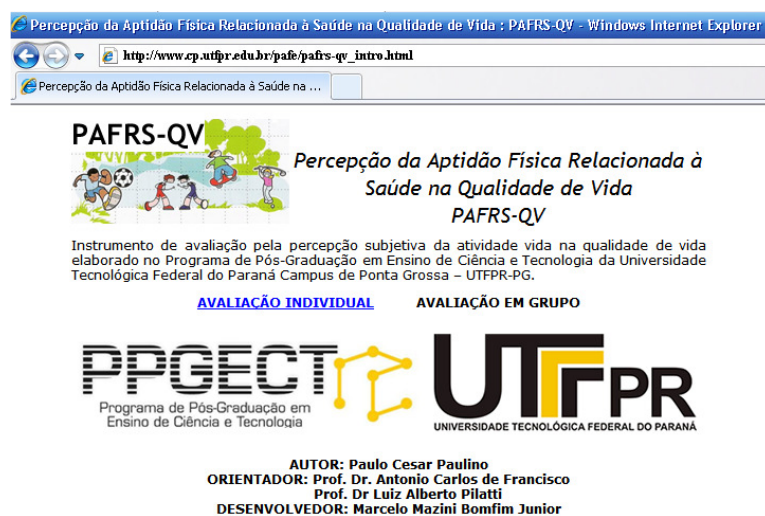 Percepção da Aptidão Física Relacionada à Saúde na Qualidade de Vida : PAFRS-QV - Windows Internet Explorer
http://www.cp.utfpr.edu.br/pafe/pafrs-qv_intro.html
Percepção da Aptidão Física Relacionada à Saúde na ...
PAFRS-QV
Percepção da Aptidão Física Relacionada à
Saúde na Qualidade de Vida
PAFRS-QV
Instrumento de avaliação pela percepção subjetiva da atividade vida na qualidade de vida
elaborado no Programa de Pós-Graduação em Ensino de Ciência e Tecnologia da Universidade
Tecnológica Federal do Paraná Campus de Ponta Grossa – UTFPR-PG.
AVALIAÇÃO INDIVIDUAL AVALIAÇÃO EM GRUPO
PPGECT
Programa de Pós-Graduação em
Ensino de Ciência e Tecnologia
UTFPR
UNIVERSIDADE TECNOLÓGICA FEDERAL DO PARANÁ
AUTOR: Paulo Cesar Paulino
ORIENTADOR: Prof. Dr. Antonio Carlos de Francisco
Prof. Dr Luiz Alberto Pilatti
DESENVOLVEDOR: Marcelo Mazini Bomfim Junior